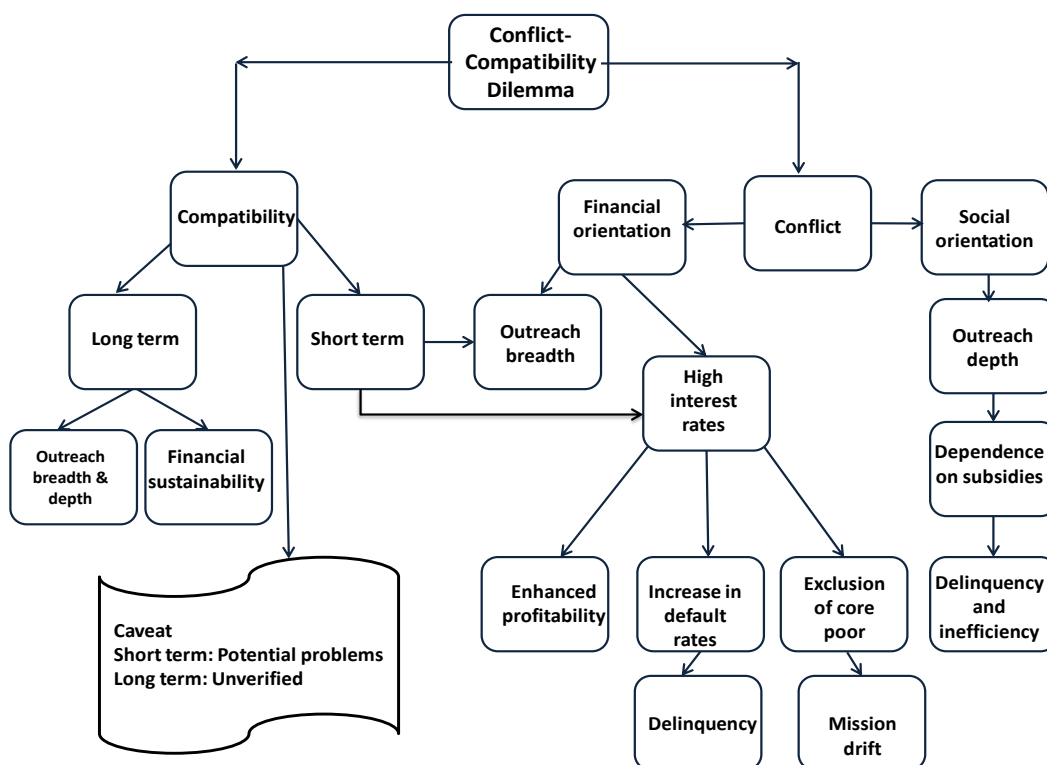 Conflict-
Compatibility
Dilemma
Compatibility
Financial
orientation
Conflict
Social
orientation
Long term
Short term
Outreach
breadth
High
interest
rates
Outreach
depth
Outreach
breadth &
depth
Financial
sustainability
Dependence
on subsidies
Caveat
Short term: Potential problems
Long term: Unverified
Enhanced
profitability
Increase in
default
rates
Exclusion
of core
poor
Delinquency
and
inefficiency
Delinquency
Mission
drift